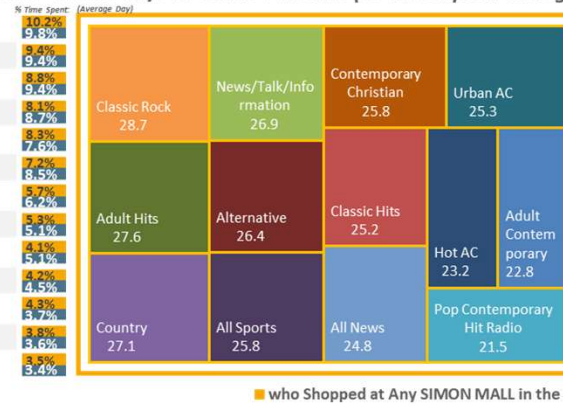 % Time Spent: (Average Day)
10.2%
9.8%
9.4%
9.4%
8.8%
9.4%
8.1%
8.7%
8.3%
7.6%
7.2%
8.5%
5.7%
6.2%
5.3%
5.1%
4.1%
5.1%
4.2%
4.5%
4.3%
3.7%
3.8%
3.6%
3.5%
3.4%
Classic Rock
28.7
News/Talk/Info
rmation
26.9
Contemporary
Christian
25.8
Urban AC
25.3
Adult Hits
27.6
Alternative
26.4
Classic Hits
25.2
Hot AC
23.2
Adult
Contem
porary
22.8
Country
27.1
All Sports
25.8
All News
24.8
Pop Contemporary
Hit Radio
21.5
who Shopped at Any SIMON MALL in the